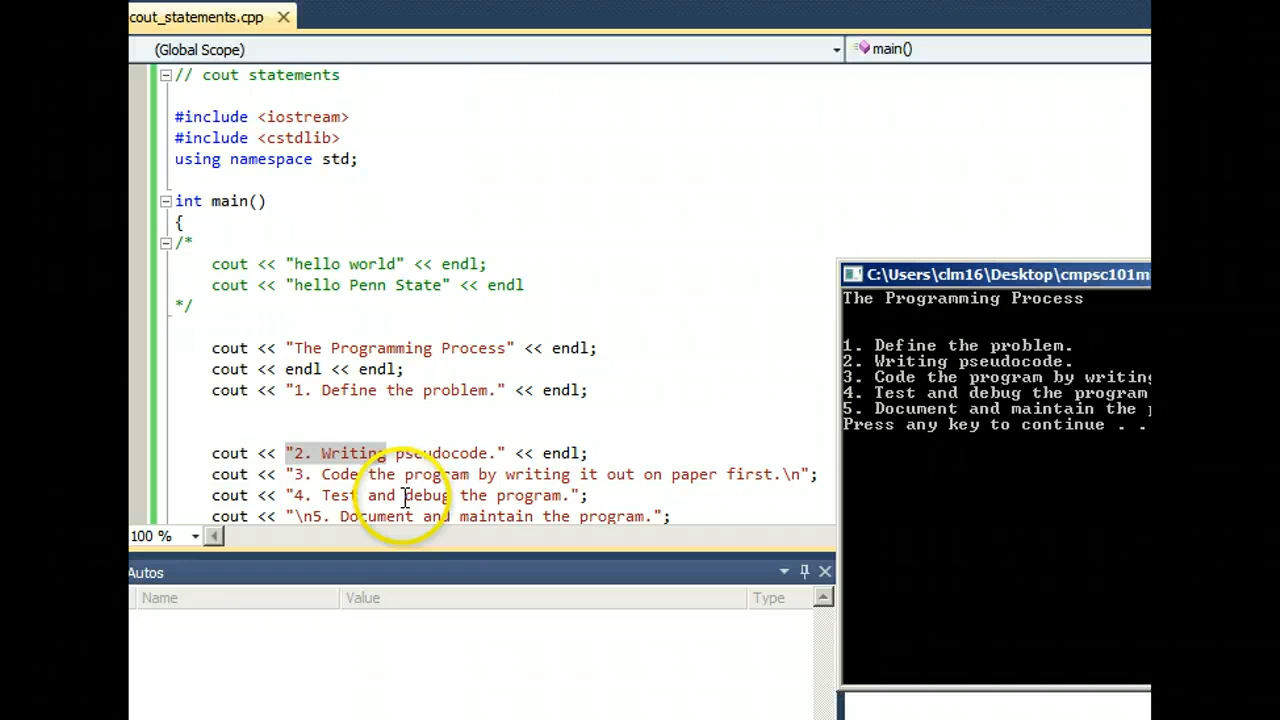 cout_statements.cpp
(Global Scope)
main()
// cout statements
#include <iostream>
#include <cstdlib>
using namespace std;
int main()
{
/*
cout << "hello world" << endl;
cout << "hello Penn State" << endl
*/
cout << "The Programming Process" << endl;
cout << endl << endl;
cout << "1. Define the problem." << endl;
cout << "2. Writing pseudocode." << endl;
cout << "3. Code the program by writing it out on paper first.\n";
cout << "4. Test and debug the program.";
cout << "\n5. Document and maintain the program.";
100 %
Autos
Name Value Type
C:\Users\clm16\Desktop\cmpsc101m
The Programming Process
1. Define the problem.
2. Writing pseudocode.
3. Code the program by writing
4. Test and debug the program
5. Document and maintain the
Press any key to continue . .